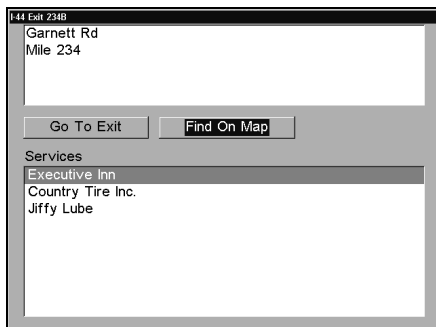 I-44 Exit 234B
Garnett Rd
Mile 234
Go To Exit
Find On Map
Services
Executive Inn
Country Tire Inc.
Jiffy Lube